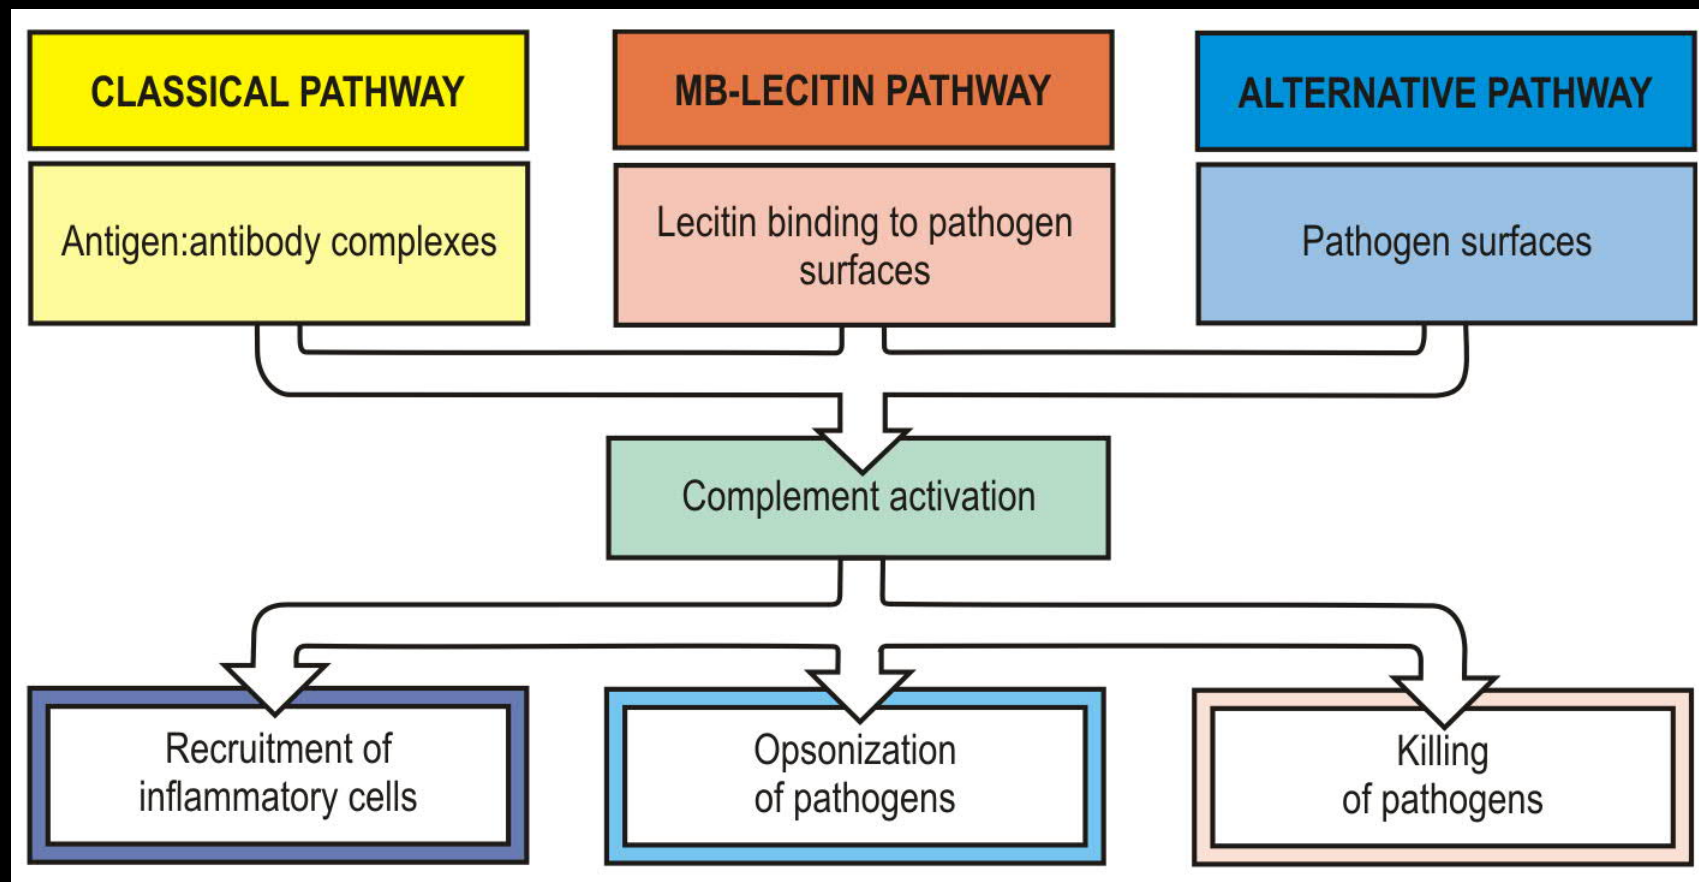 CLASSICAL PATHWAY
MB-LECITIN PATHWAY
ALTERNATIVE PATHWAY
Antigen:antibody complexes
Lecitin binding to pathogen
surfaces
Pathogen surfaces
Complement activation
Recruitment of
inflammatory cells
Opsonization
of pathogens
Killing
of pathogens